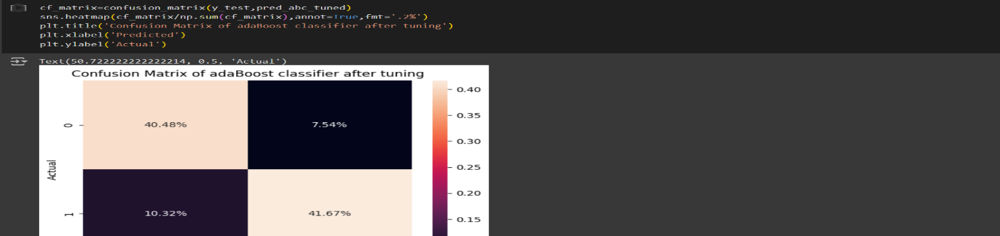 cf_matrix=confusion_matrix(y_test,pred_abc_tuned)
sns.heatmap(cf_matrix/np.sum(cf_matrix),annot=True,fmt='.2%')
plt.title('Confusion Matrix of adaBoost classifier after tuning')
plt.xlabel('Predicted')
plt.ylabel('Actual')
Text(50.722222222222214, 0.5, 'Actual')
Confusion Matrix of adaBoost classifier after tuning
0
40.48%
7.54%
Actual
1
10.32%
41.67%
0.40
0.35
0.30
0.25
0.20
0.15